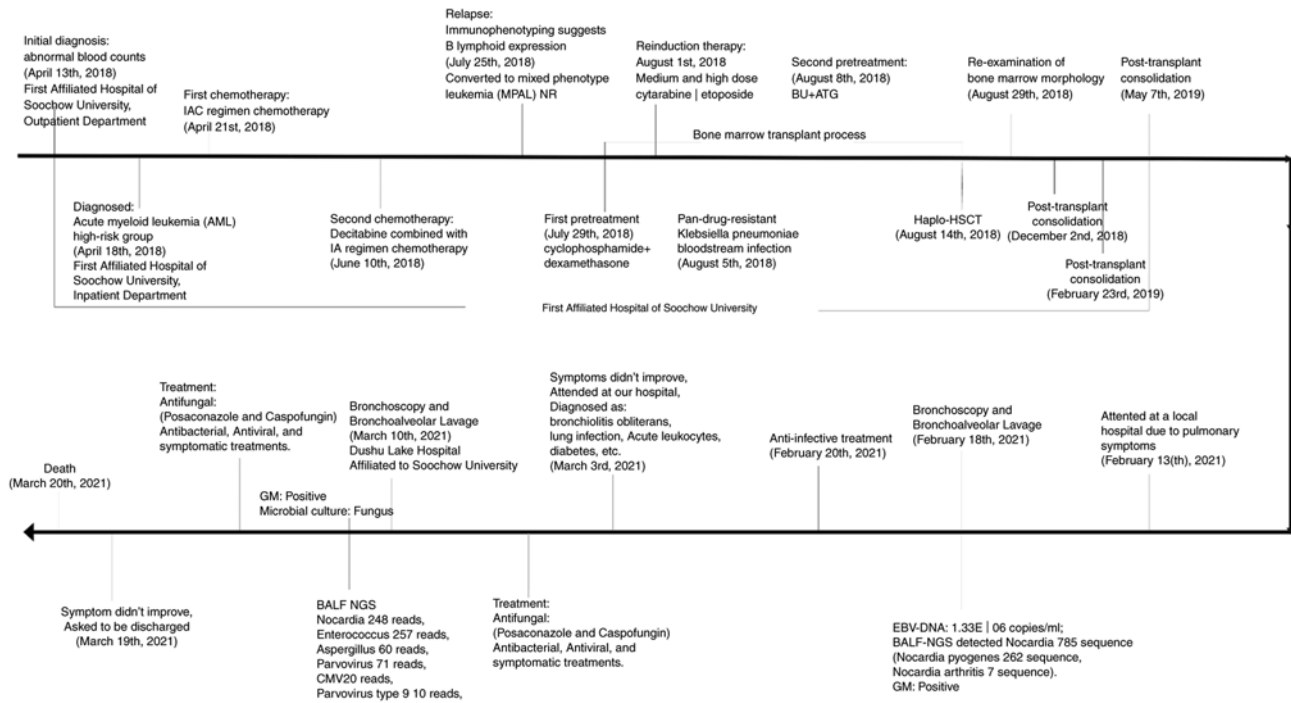 Initial diagnosis:
abnormal blood counts
(April 13th, 2018)
First Affiliated Hospital of
Soochow University,
Outpatient Department
First chemotherapy:
IAC regimen chemotherapy
(April 21st, 2018)
Relapse:
Immunophenotyping suggests
B lymphoid expression
(July 25th, 2018)
Converted to mixed phenotype
leukemia (MPAL) NR
Reinduction therapy:
August 1st, 2018
Medium and high dose
cytarabine | etoposide
Second pretreatment:
(August 8th, 2018)
BU+ATG
Re-examination of
bone marrow morphology
(August 29th, 2018)
Post-transplant
consolidation
(May 7th, 2019)
Bone marrow transplant process
Diagnosed:
Acute myeloid leukemia (AML)
high-risk group
(April 18th, 2018)
First Affiliated Hospital of
Soochow University,
Inpatient Department
Second chemotherapy:
Decitabine combined with
IA regimen chemotherapy
(June 10th, 2018)
First pretreatment
(July 29th, 2018)
cyclophosphamide+
dexamethasone
Pan-drug-resistant
Klebsiella pneumoniae
bloodstream infection
(August 5th, 2018)
Haplo-HSCT
(August 14th, 2018)
Post-transplant
consolidation
(December 2nd, 2018)
Post-transplant
consolidation
(February 23rd, 2019)
First Affiliated Hospital of Soochow University
Attented at a local
hospital due to pulmonary
symptoms
(February 13(th), 2021)
Bronchoscopy and
Bronchoalveolar Lavage
(February 18th, 2021)
Anti-infective treatment
(February 20th, 2021)
Symptoms didn't improve,
Attended at our hospital,
Diagnosed as:
bronchiolitis obliterans,
lung infection, Acute leukocytes,
diabetes, etc.
(March 3rd, 2021)
Bronchoscopy and
Bronchoalveolar Lavage
(March 10th, 2021)
Dushu Lake Hospital
Affiliated to Soochow University
GM: Positive
Microbial culture: Fungus
Treatment:
Antifungal:
(Posaconazole and Caspofungin)
Antibacterial, Antiviral, and
symptomatic treatments.
Death
(March 20th, 2021)
EBV-DNA: 1.33E | 06 copies/ml;
BALF-NGS detected Nocardia 785 sequence
(Nocardia pyogenes 262 sequence,
Nocardia arthritis 7 sequence).
GM: Positive
Treatment:
Antifungal:
(Posaconazole and Caspofungin)
Antibacterial, Antiviral, and
symptomatic treatments.
BALF NGS
Nocardia 248 reads,
Enterococcus 257 reads,
Aspergillus 60 reads,
Parvovirus 71 reads,
CMV20 reads,
Parvovirus type 9 10 reads,
Symptom didn't improve,
Asked to be discharged
(March 19th, 2021)